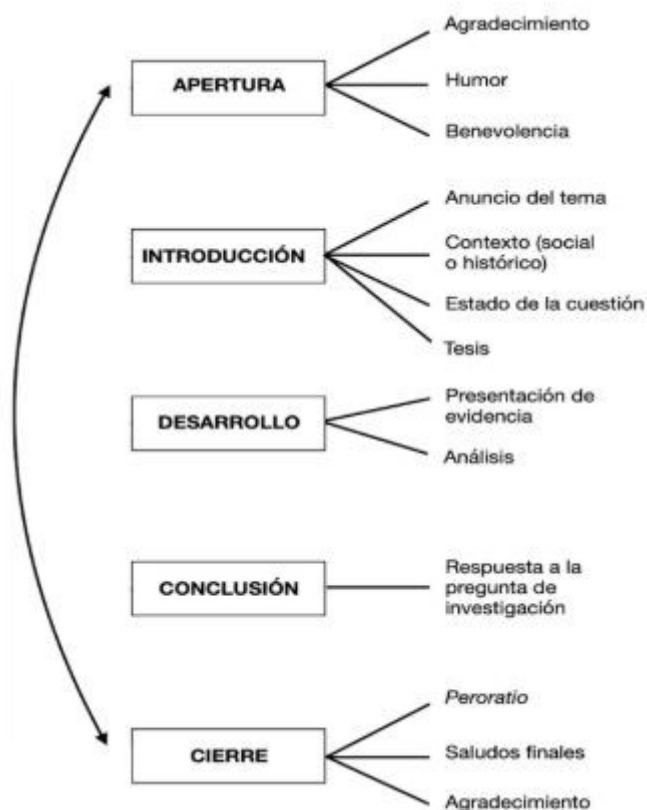 APERTURA
Agradecimiento
Humor
Benevolencia
INTRODUCCIÓN
Anuncio del tema
Contexto (social
o histórico)
Estado de la cuestión
Tesis
DESARROLLO
Presentación de
evidencia
Análisis
CONCLUSIÓN
Respuesta a la
pregunta de
investigación
CIERRE
Peroratio
Saludos finales
Agradecimiento